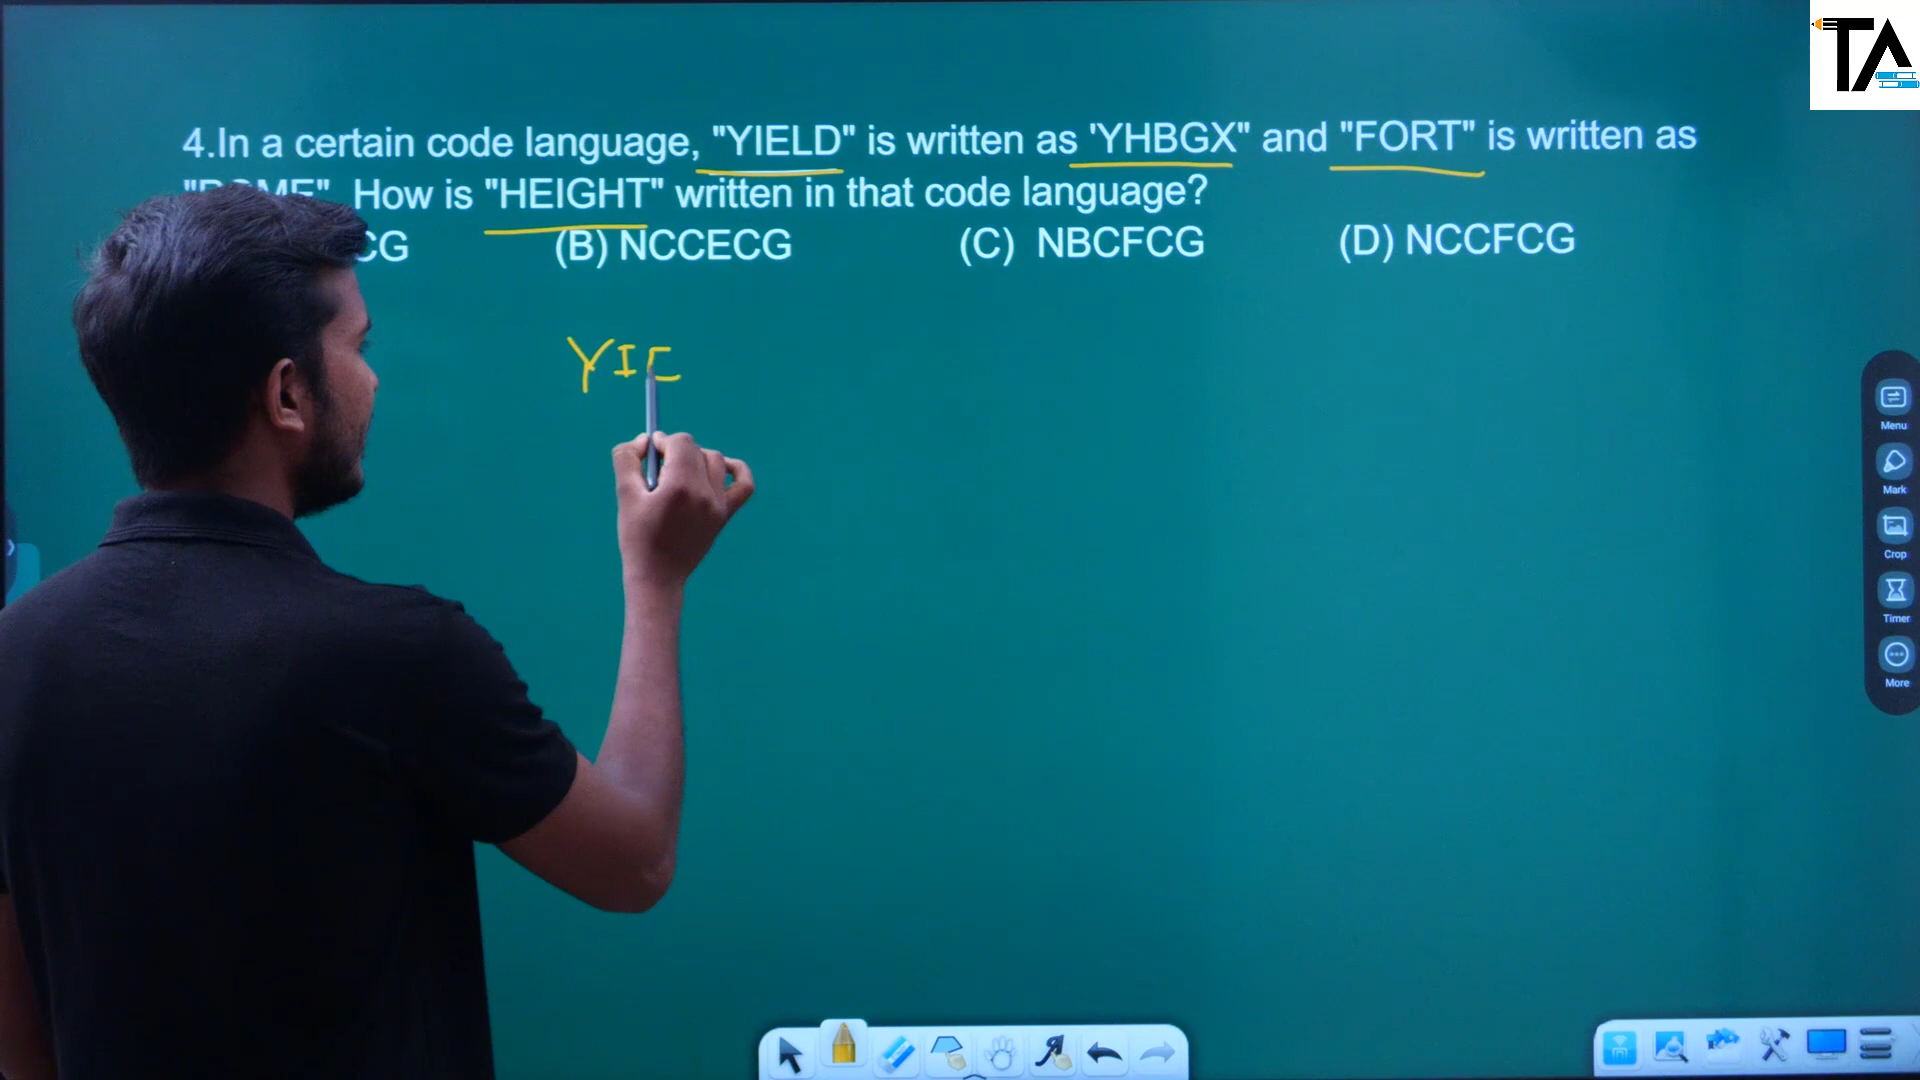 TA
4.In a certain code language, "YIELD" is written as 'YHBGX" and "FORT" is written as
How is "HEIGHT" written in that code language?
CG (B) NCCECG (C) NBCFCG (D) NCCFCG
YIE
Menu
Mark
Crop
Timer
More